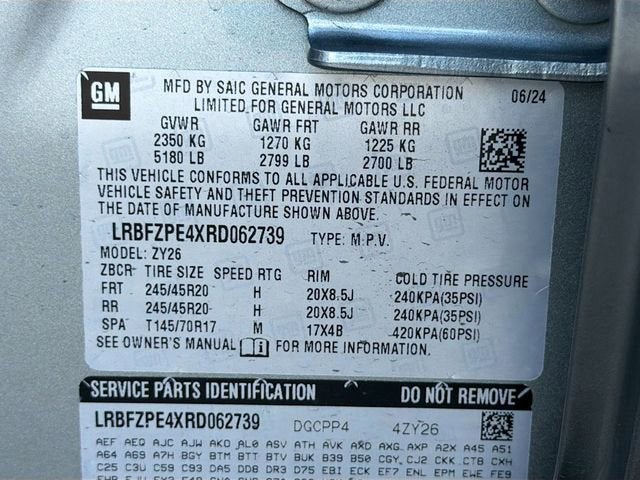 GM
MFD BY SAIC GENERAL MOTORS CORPORATION
LIMITED FOR GENERAL MOTORS LLC
06/24
GVWR GAWR FRT GAWR RR
2350 KG 1270 KG 1225 KG
5180 LB 2799 LB 2700 LB
THIS VEHICLE CONFORMS TO ALL APPLICABLE U.S. FEDERAL MOTOR
VEHICLE SAFETY AND THEFT PREVENTION STANDARDS IN EFFECT ON
THE DATE OF MANUFACTURE SHOWN ABOVE.
LRBFZPE4XRD062739 TYPE: M.P.V.
MODEL: ZY26
ZBCR TIRE SIZE SPEED RTG RIM COLD TIRE PRESSURE
FRT 245/45R20 H 20X8.5J 240KPA(35PSI)
RR 245/45R20 H 20X8.5J 240KPA(35PSI)
SPA T145/70R17 M 17X4B 420KPA(60PSI)
SEE OWNER'S MANUAL FOR MORE INFORMATION.
SERVICE PARTS IDENTIFICATION DO NOT REMOVE
LRBFZPE4XRD062739 DGCPP4 4ZY26
AEF AEQ AJC AJW AKO AL0 ASV ATH AVK AXD AXG AXP A2X A45 A51
A64 A69 A7H BGY BTM BTT BTV BUK B39 B50 CGY CJ2 CKK CTB CXH
C25 C3U C59 C93 DA5 DD8 DR3 D75 EBI ECK EF7 ENL EPM EWE FE9